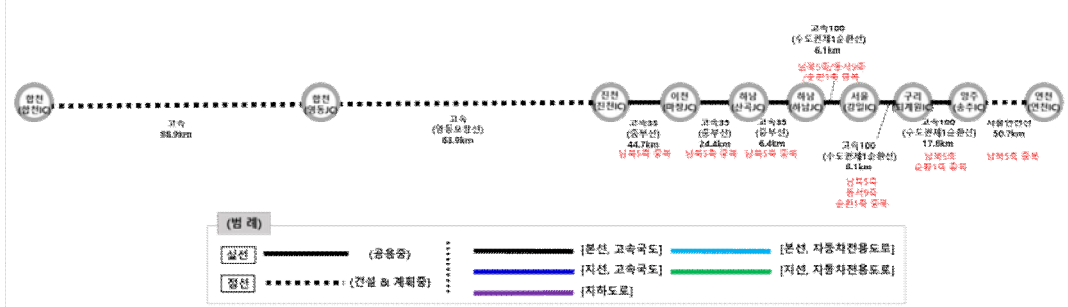 고속100
(수도권제1순환선)
6.1km
남북5축/동서9축
/순환1축 중복
합천
(합천IC)
합천
(영동JC)
진천
(진천IC)
이천
(마장JC)
하남
(산곡IC)
하남
(하남JC)
서울
(강일IC)
구리
(퇴계원IC)
양주
(송추IC)
연천
(연천IC)
고속
98.9km
고속
(영동오창선)
63.9km
고속35
(중부선)
44.7km
남북5축 중복
고속35
(중부선)
24.4km
남북5축 중복
고속35
(중부선)
6.4km
남북5축 중복
고속100
(수도권제1순환선)
8.1km
남북5축
동서9축
순환1축 중복
고속100
(수도권제1순환선)
17.6km
남북5축
순환1축 중복
서울연천선
50.7km
남북5축 중복
(범 례)
실선
(공용중)
점선
(건설 & 계획중)
[본선, 고속국도]
[본선, 자동차전용도로]
[지선, 고속국도]
[지선, 자동차전용도로]
[지하도로]